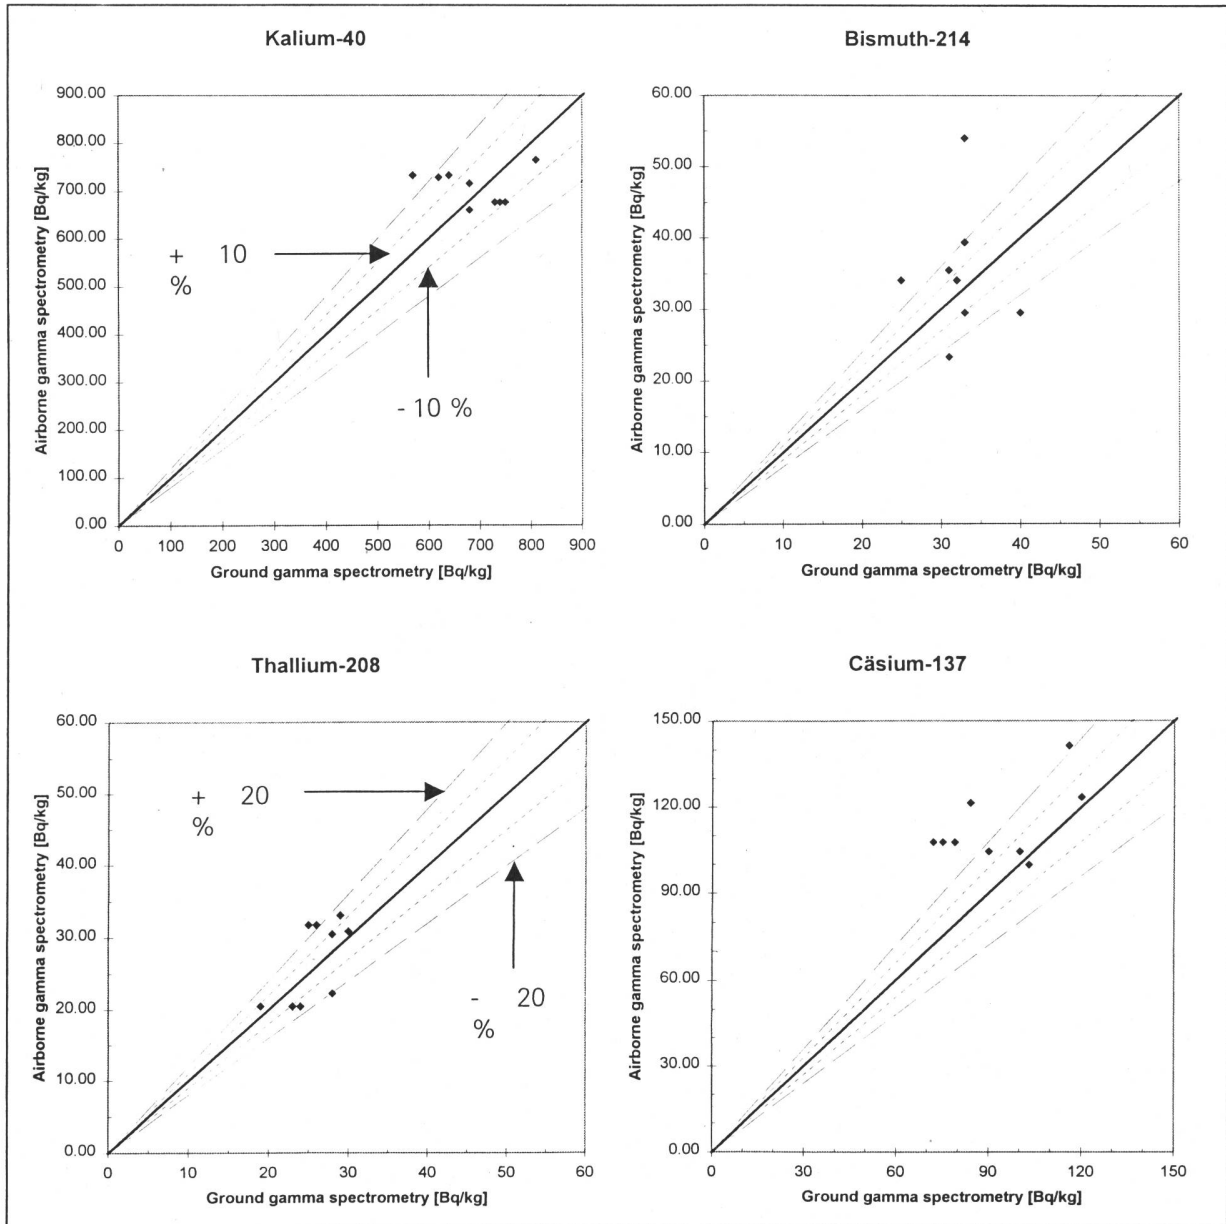 Kalium-40
900.00
800.00
700.00
600.00
500.00
400.00
300.00
200.00
100.00
0.00
Airborne gamma spectrometry [Bq/kg]
+ 10
%
- 10 %
0 100 200 300 400 500 600 700 800 900
Ground gamma spectrometry [Bq/kg]
Bismuth-214
60.00
50.00
40.00
30.00
20.00
10.00
0.00
Airborne gamma spectrometry [Bq/kg]
0 10 20 30 40 50 60
Ground gamma spectrometry [Bq/kg]
Thallium-208
60.00
50.00
40.00
30.00
20.00
10.00
0.00
Airborne gamma spectrometry [Bq/kg]
+ 20
%
- 20
%
0 10 20 30 40 50 60
Ground gamma spectrometry [Bq/kg]
Cäsium-137
150.00
120.00
90.00
60.00
30.00
0.00
Airborne gamma spectrometry [Bq/kg]
0 30 60 90 120 150
Ground gamma spectrometry [Bq/kg]